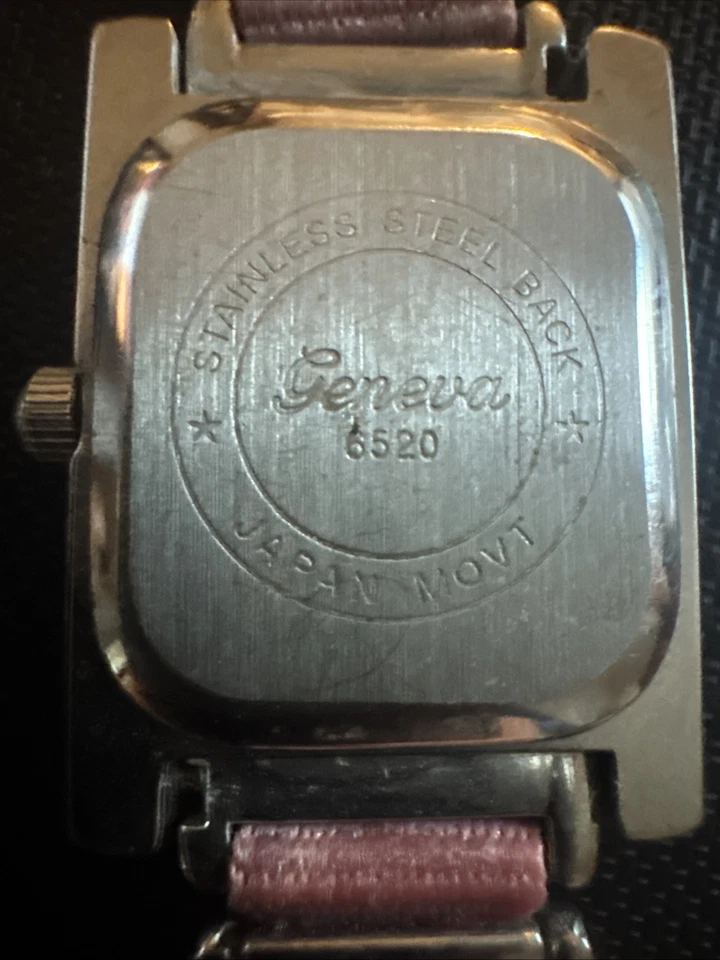 STAINLESS STEEL BACK
Geneva
6520
JAPAN MOVT